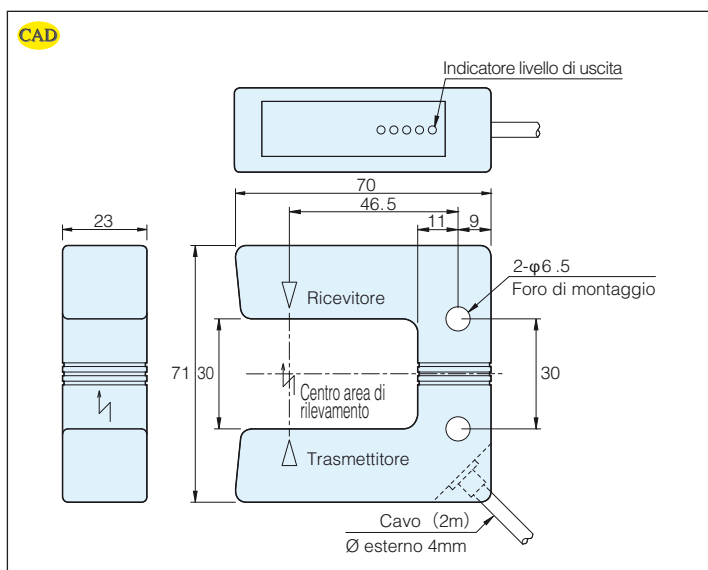 CAD
Indicatore livello di uscita
70
46.5
23
11
9
2-φ6.5
Foro di montaggio
Ricevitore
71
30
30
Centro area di
rilevamento
Trasmettitore
Cavo (2m)
Ø esterno 4mm